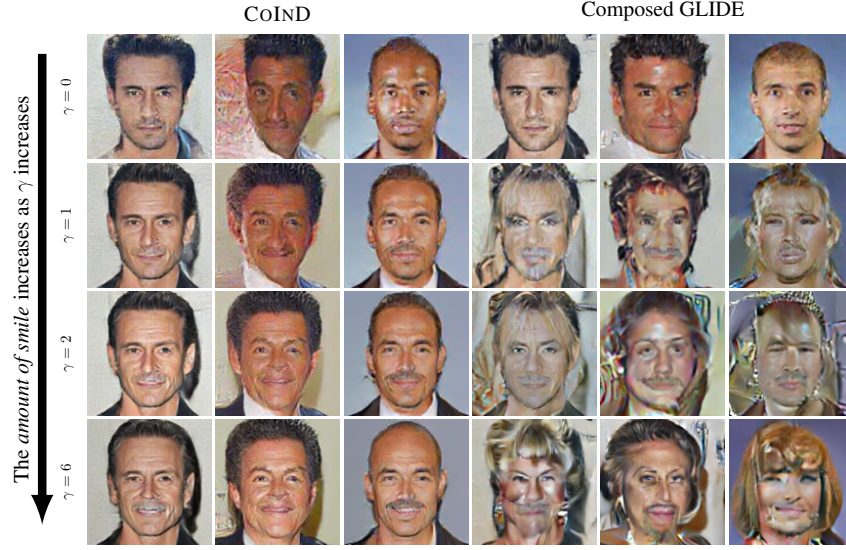 COIND
Composed GLIDE
The amount of smile increases as γ increases
γ = 0
γ = 1
γ = 2
γ = 6